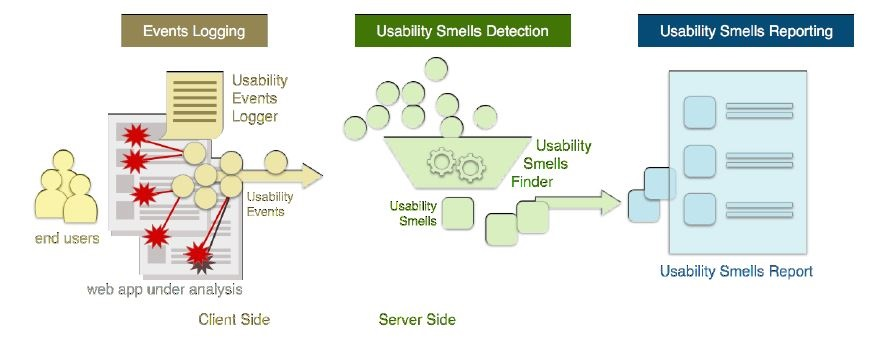 Events Logging
Usability Smells Detection
Usability Smells Reporting
Usability
Events
Logger
Usability
Smells
Finder
Usability
Events
Usability
Smells
end users
web app under analysis
Usability Smells Report
Client Side
Server Side